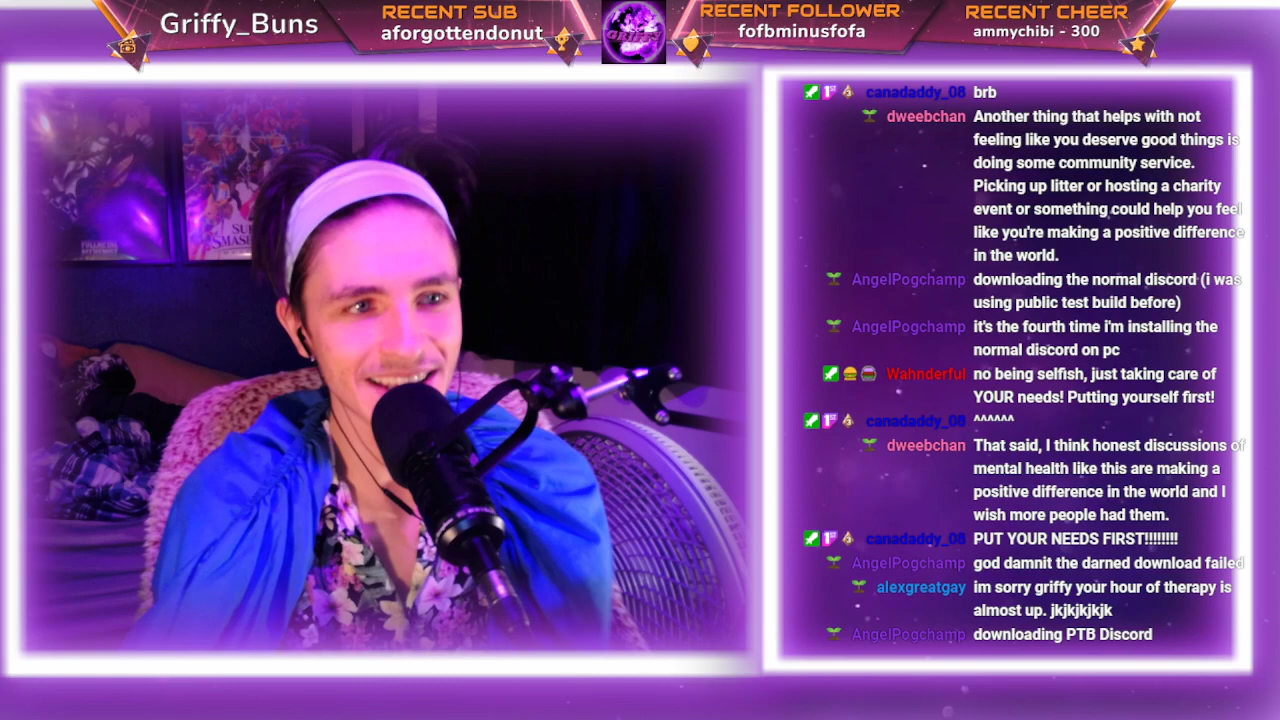 Griffy_Buns
RECENT SUB
aforgottendonut
RECENT FOLLOWER
fofbminusfofa
RECENT CHEER
ammychibi - 300
canadaddy_08 brb
dweebchan Another thing that helps with not
feeling like you deserve good things is
doing some community service.
Picking up litter or hosting a charity
event or something could help you feel
like you're making a positive difference
in the world.
AngelPogchamp downloading the normal discord (i was
using public test build before)
AngelPogchamp it's the fourth time i'm installing the
normal discord on pc
Wahnderful no being selfish, just taking care of
YOUR needs! Putting yourself first!
canadaddy_08 ^^^^^^
dweebchan That said, I think honest discussions of
mental health like this are making a
positive difference in the world and I
wish more people had them.
canadaddy_08 PUT YOUR NEEDS FIRST!!!!!!!!
AngelPogchamp god damnit the darned download failed
alexgreatgay im sorry griffy your hour of therapy is
almost up. jkjkjkjkjk
AngelPogchamp downloading PTB Discord